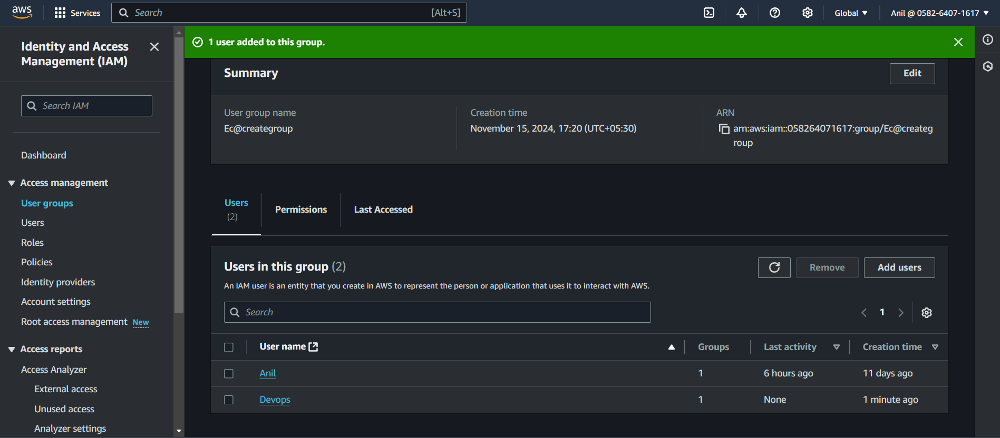 aws
Services
Search
[Alt+S]
Global
Anil @ 0582-6407-1617
Identity and Access
Management (IAM)
Search IAM
Dashboard
Access management
User groups
Users
Roles
Policies
Identity providers
Account settings
Root access management New
Access reports
Access Analyzer
External access
Unused access
Analyzer settings
1 user added to this group.
Summary
Edit
User group name
Ec@creategroup
Creation time
November 15, 2024, 17:20 (UTC+05:30)
ARN
arn:aws:iam::058264071617:group/Ec@createg
roup
Users
(2)
Permissions
Last Accessed
Users in this group (2)
Remove
Add users
An IAM user is an entity that you create in AWS to represent the person or application that uses it to interact with AWS.
Search
1
User name Groups Last activity Creation time
Anil 1 6 hours ago 11 days ago
Devops 1 None 1 minute ago